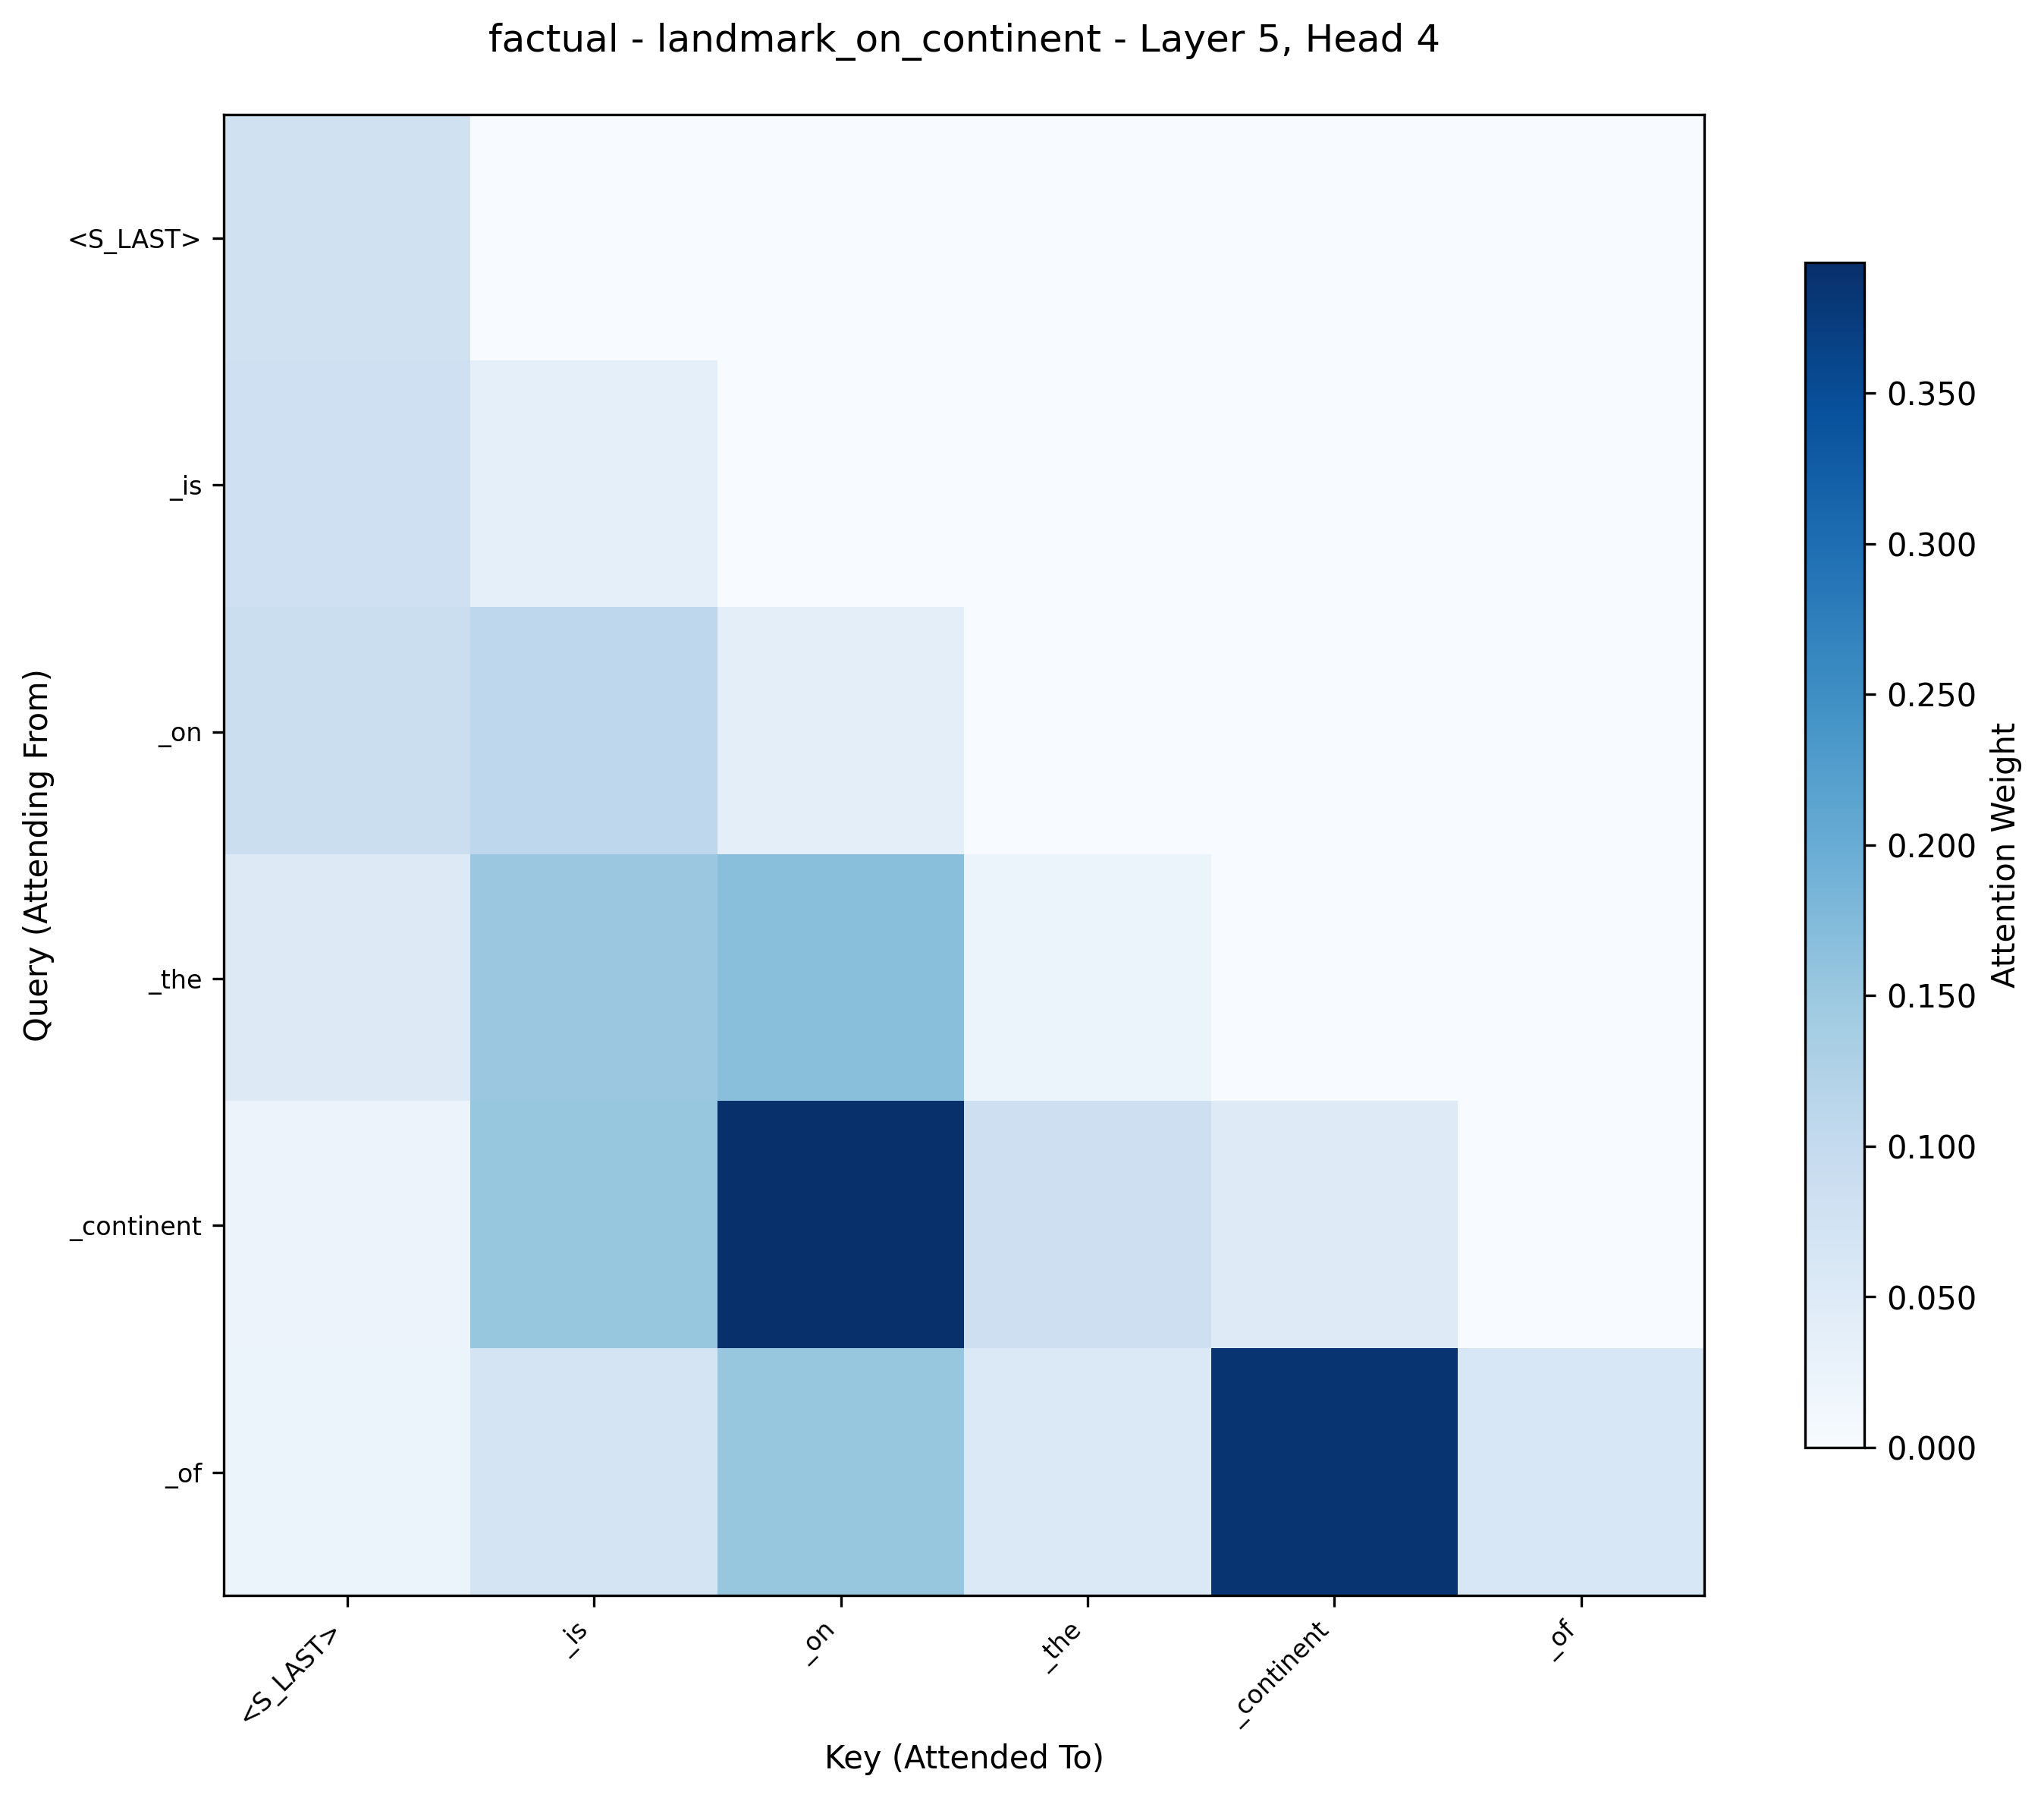 factual - landmark_on_continent - Layer 5, Head 4
Query (Attending From)
<S_LAST>
_is
_on
_the
_continent
_of
<S_LAST>
_is
_on
_the
_continent
_of
Key (Attended To)
0.350
0.300
0.250
0.200
0.150
0.100
0.050
0.000
Attention Weight